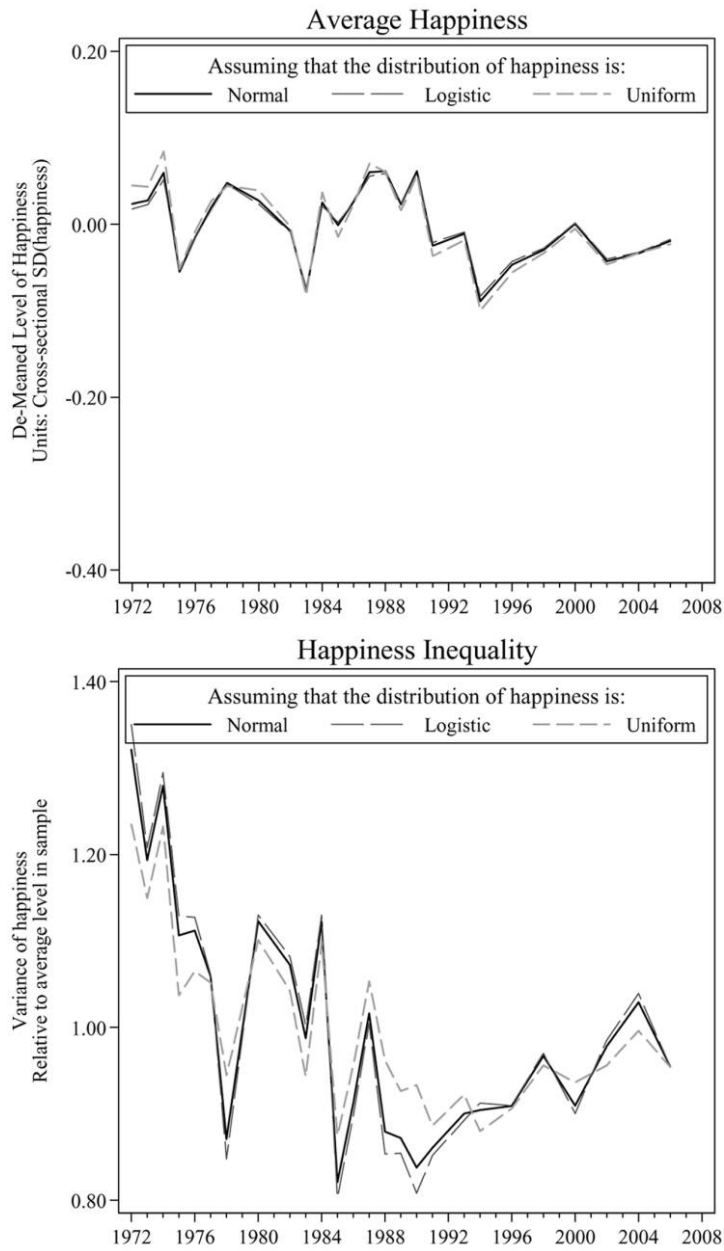 Average Happiness
0.20
Assuming that the distribution of happiness is:
Normal Logistic Uniform
0.00
-0.20
-0.40
De-Meaned Level of Happiness
Units: Cross-sectional SD(happiness)
1972 1976 1980 1984 1988 1992 1996 2000 2004 2008
Happiness Inequality
1.40
Assuming that the distribution of happiness is:
Normal Logistic Uniform
1.20
1.00
0.80
Variance of happiness
Relative to average level in sample
1972 1976 1980 1984 1988 1992 1996 2000 2004 2008